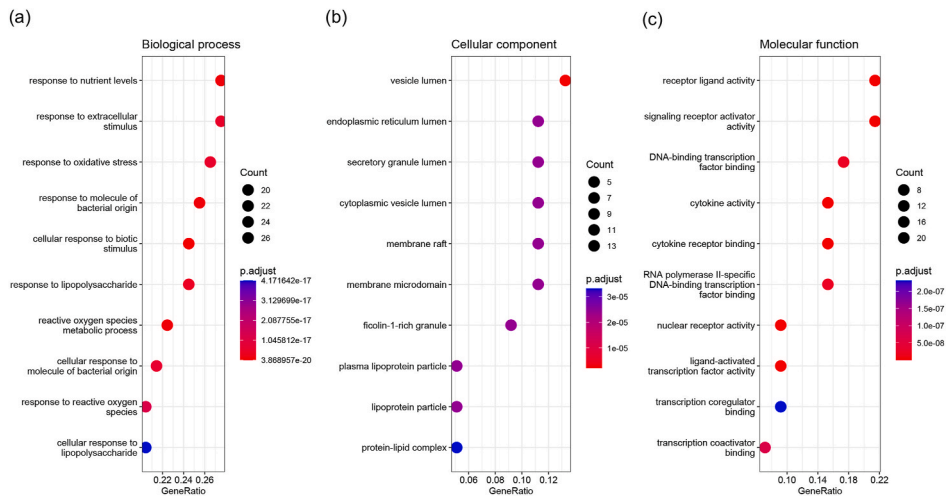 (a)
Biological process
response to nutrient levels
response to extracellular
stimulus
response to oxidative stress
response to molecule of
bacterial origin
cellular response to biotic
stimulus
response to lipopolysaccharide
reactive oxygen species
metabolic process
cellular response to
molecule of bacterial origin
response to reactive oxygen
species
cellular response to
lipopolysaccharide
0.22 0.24 0.26
GeneRatio
Count
20
22
24
26
p.adjust
4.171642e-17
3.129699e-17
2.087755e-17
1.045812e-17
3.868957e-20
(b)
Cellular component
vesicle lumen
endoplasmic reticulum lumen
secretory granule lumen
cytoplasmic vesicle lumen
membrane raft
membrane microdomain
ficolin-1-rich granule
plasma lipoprotein particle
lipoprotein particle
protein-lipid complex
0.06 0.08 0.10 0.12
GeneRatio
Count
5
7
9
11
13
p.adjust
3e-05
2e-05
1e-05
(c)
Molecular function
receptor ligand activity
signaling receptor activator
activity
DNA-binding transcription
factor binding
cytokine activity
cytokine receptor binding
RNA polymerase II-specific
DNA-binding transcription
factor binding
nuclear receptor activity
ligand-activated
transcription factor activity
transcription coregulator
binding
transcription coactivator
binding
0.10 0.13 0.16 0.19 0.22
GeneRatio
Count
8
12
16
20
p.adjust
2.0e-07
1.5e-07
1.0e-07
5.0e-08